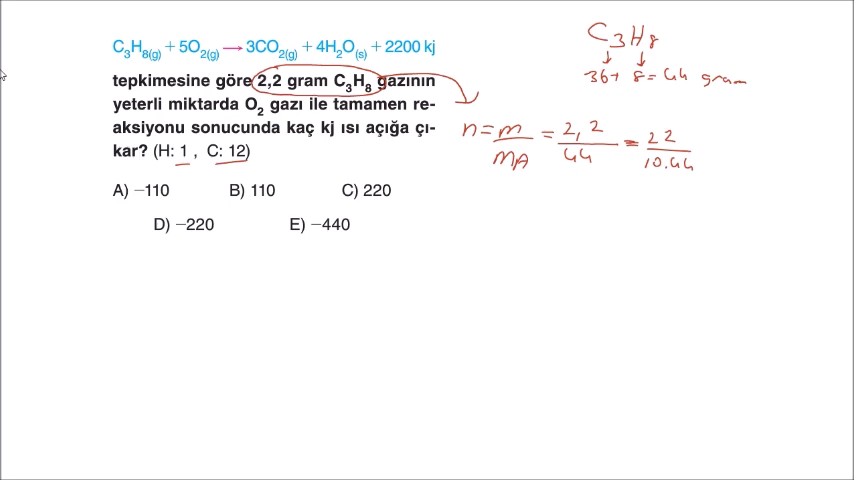 C₃H₈(g) + 5O₂(g) → 3CO₂(g) + 4H₂O(s) + 2200 kj
tepkimesine göre 2,2 gram C₃H₈ gazının
yeterli miktarda O₂ gazı ile tamamen re-
aksiyonu sonucunda kaç kj ısı açığa çı-
kar? (H: 1 , C: 12)
A) −110 B) 110 C) 220
D) −220 E) −440
C₃H₈
36+ 8 = 44 gram
n = m/MA = 2,2/44 = 22/10.44